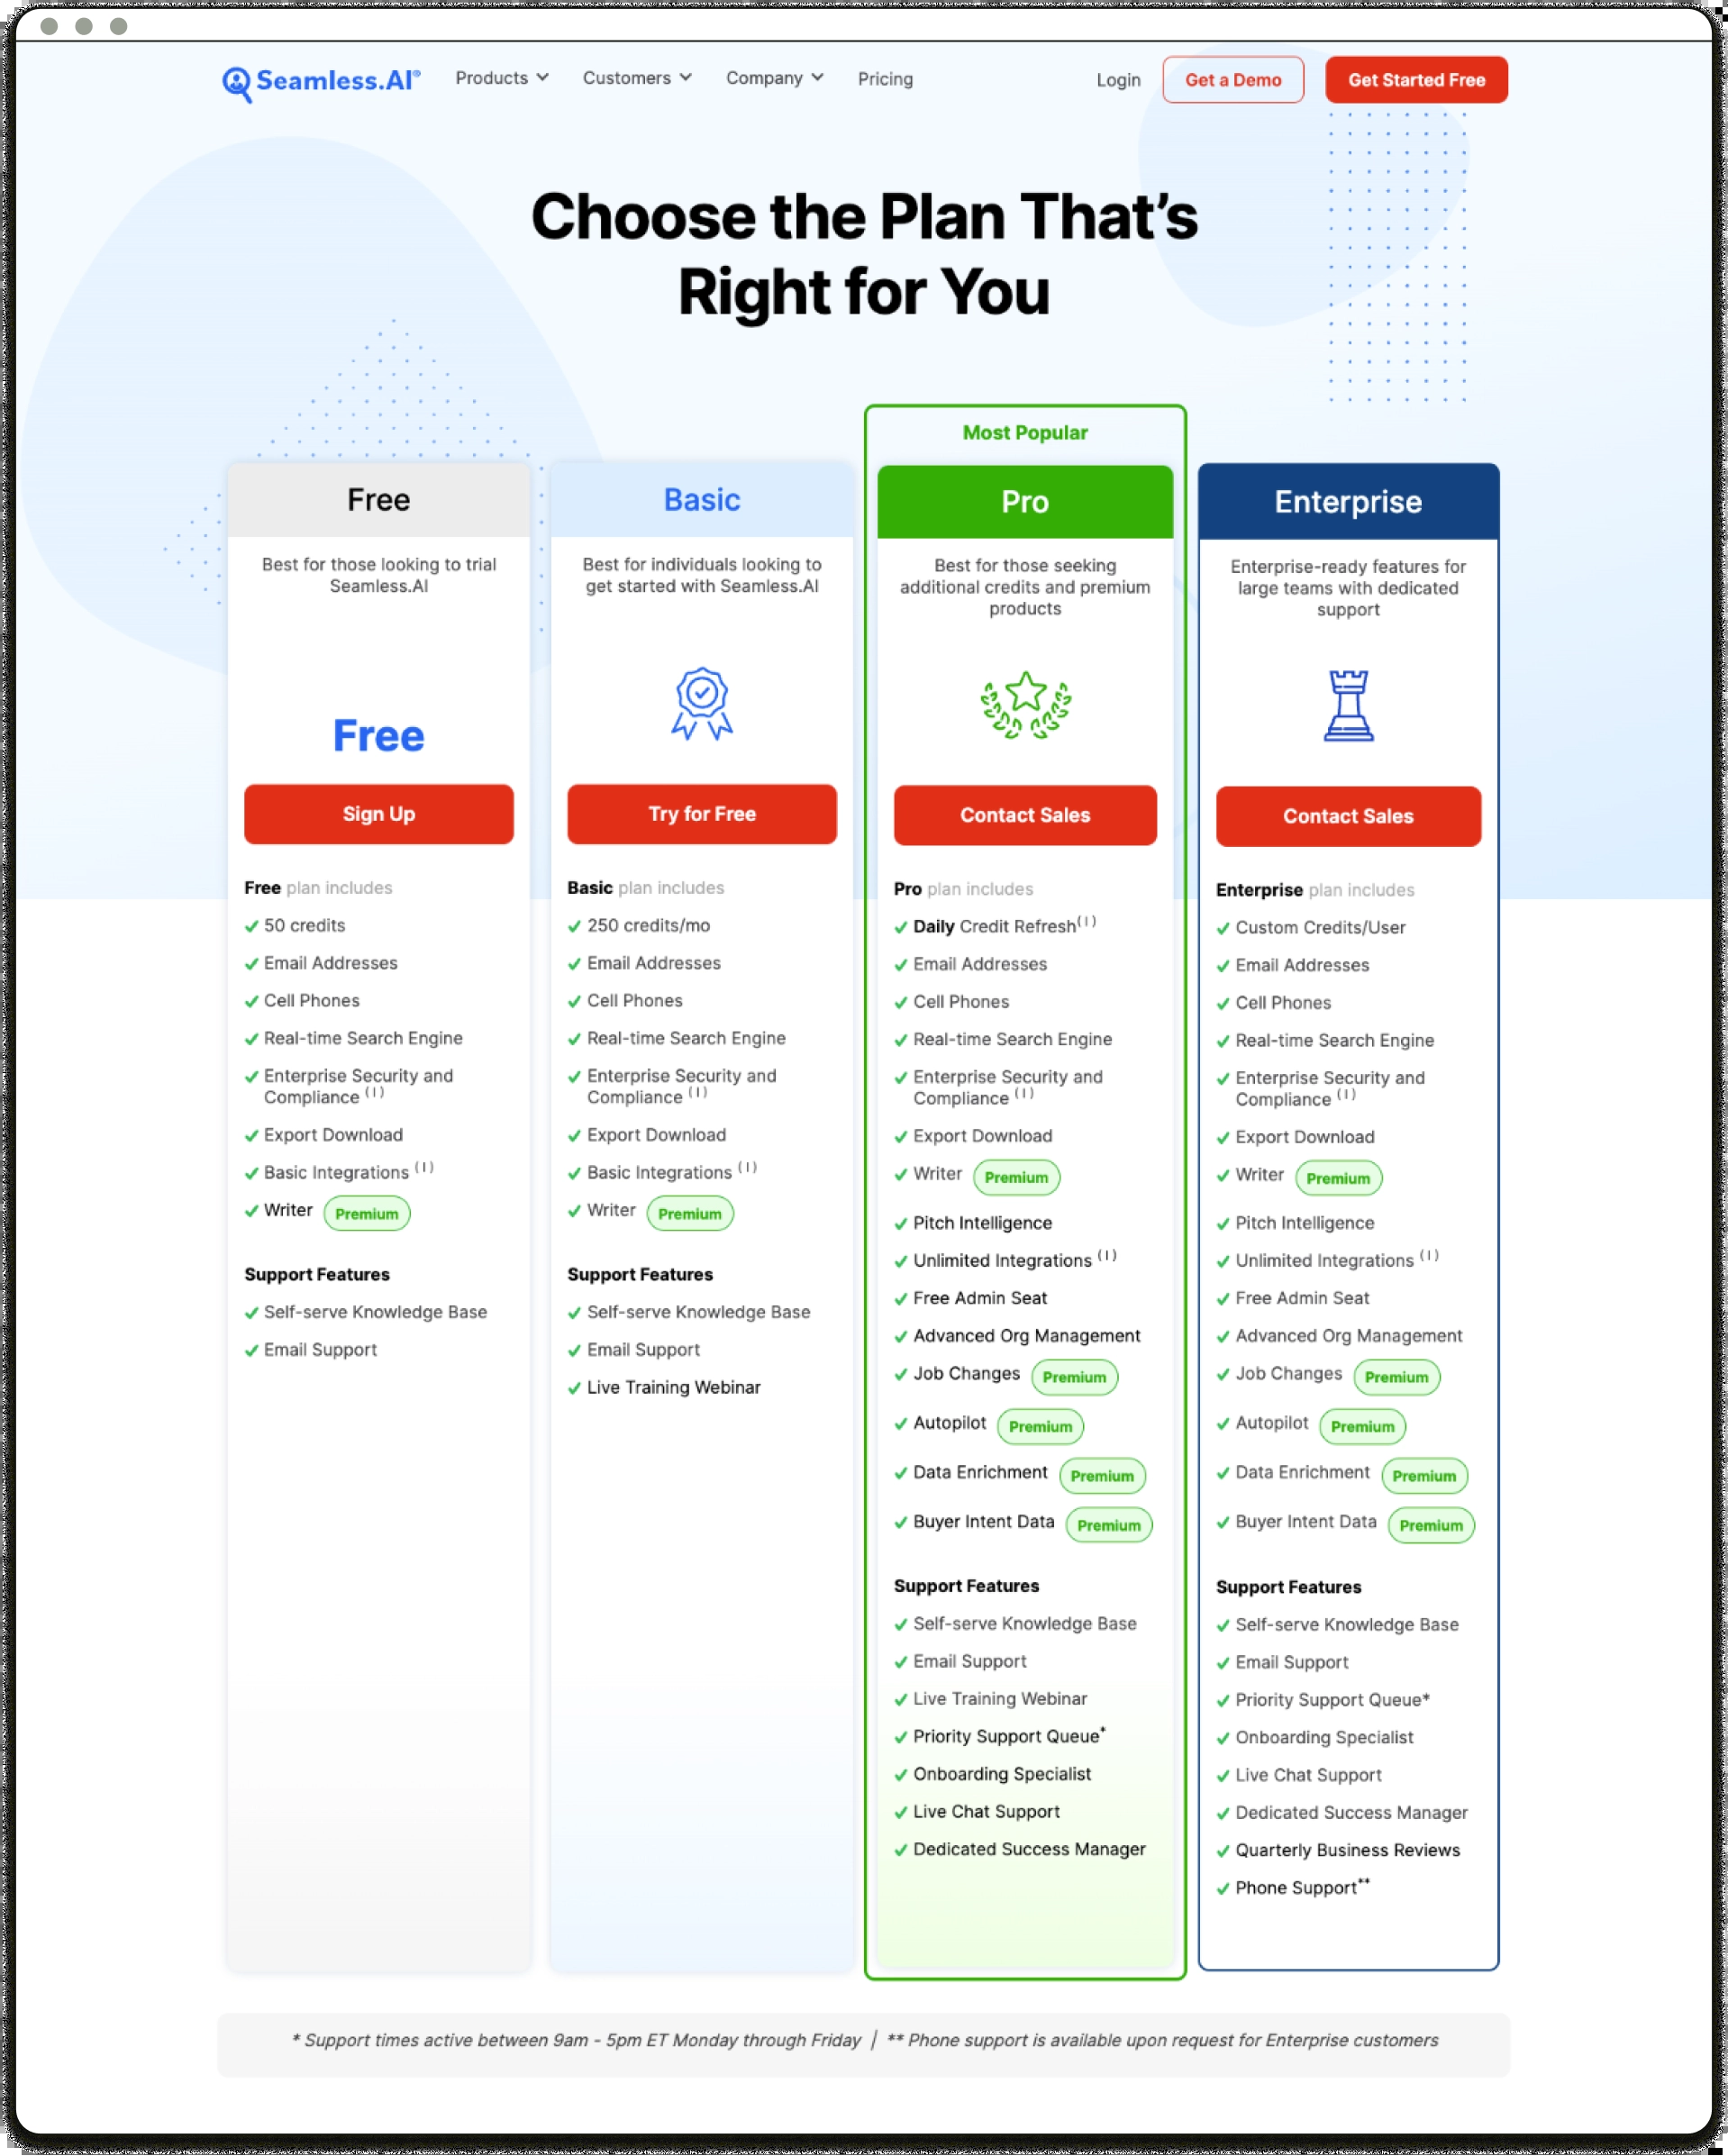 Seamless.AI®
Products
Customers
Company
Pricing
Login
Get a Demo
Get Started Free
Choose the Plan That’s
Right for You
Free
Best for those looking to trial
Seamless.AI
Free
Sign Up
Free plan includes
50 credits
Email Addresses
Cell Phones
Real-time Search Engine
Enterprise Security and
Compliance (I)
Export Download
Basic Integrations (I)
Writer Premium
Support Features
Self-serve Knowledge Base
Email Support
Basic
Best for individuals looking to
get started with Seamless.AI
Try for Free
Basic plan includes
250 credits/mo
Email Addresses
Cell Phones
Real-time Search Engine
Enterprise Security and
Compliance (I)
Export Download
Basic Integrations (I)
Writer Premium
Support Features
Self-serve Knowledge Base
Email Support
Live Training Webinar
Most Popular
Pro
Best for those seeking
additional credits and premium
products
Contact Sales
Pro plan includes
Daily Credit Refresh(I)
Email Addresses
Cell Phones
Real-time Search Engine
Enterprise Security and
Compliance (I)
Export Download
Writer Premium
Pitch Intelligence
Unlimited Integrations (I)
Free Admin Seat
Advanced Org Management
Job Changes Premium
Autopilot Premium
Data Enrichment Premium
Buyer Intent Data Premium
Support Features
Self-serve Knowledge Base
Email Support
Live Training Webinar
Priority Support Queue*
Onboarding Specialist
Live Chat Support
Dedicated Success Manager
Enterprise
Enterprise-ready features for
large teams with dedicated
support
Contact Sales
Enterprise plan includes
Custom Credits/User
Email Addresses
Cell Phones
Real-time Search Engine
Enterprise Security and
Compliance (I)
Export Download
Writer Premium
Pitch Intelligence
Unlimited Integrations (I)
Free Admin Seat
Advanced Org Management
Job Changes Premium
Autopilot Premium
Data Enrichment Premium
Buyer Intent Data Premium
Support Features
Self-serve Knowledge Base
Email Support
Priority Support Queue*
Onboarding Specialist
Live Chat Support
Dedicated Success Manager
Quarterly Business Reviews
Phone Support**
* Support times active between 9am - 5pm ET Monday through Friday | ** Phone support is available upon request for Enterprise customers